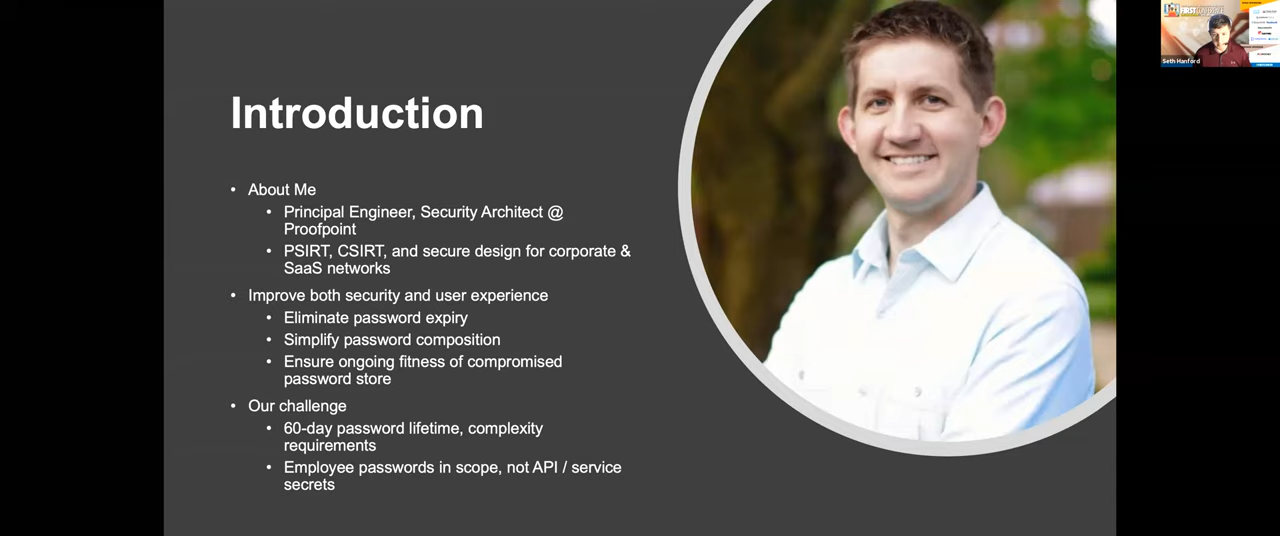 Introduction
• About Me
• Principal Engineer, Security Architect @
Proofpoint
• PSIRT, CSIRT, and secure design for corporate &
SaaS networks
• Improve both security and user experience
• Eliminate password expiry
• Simplify password composition
• Ensure ongoing fitness of compromised
password store
• Our challenge
• 60-day password lifetime, complexity
requirements
• Employee passwords in scope, not API / service
secrets
FIRST
Seth Hanford